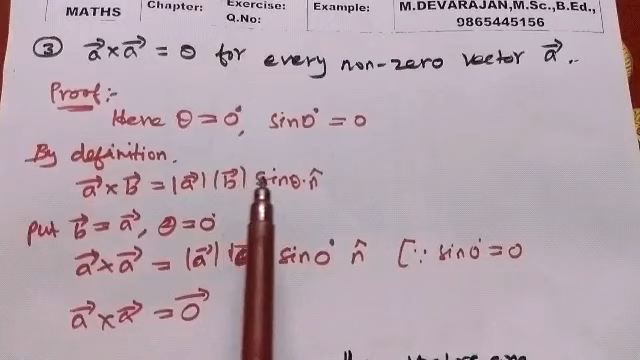 MATHS Chapter: Exercise: Q.No: Example: M.DEVARAJAN,M.Sc.,B.Ed., 9865445156
③ a⃗ × a⃗ = 0 for every non-zero vector a⃗.
Proof:-
Here θ = 0°, sin0° = 0
By definition.
a⃗ × b⃗ = |a⃗| |b⃗| sinθ. n̂
put b⃗ = a⃗, θ = 0°
a⃗ × a⃗ = |a⃗| sin0° n̂ [∵ sin0° = 0
a⃗ × a⃗ = 0⃗